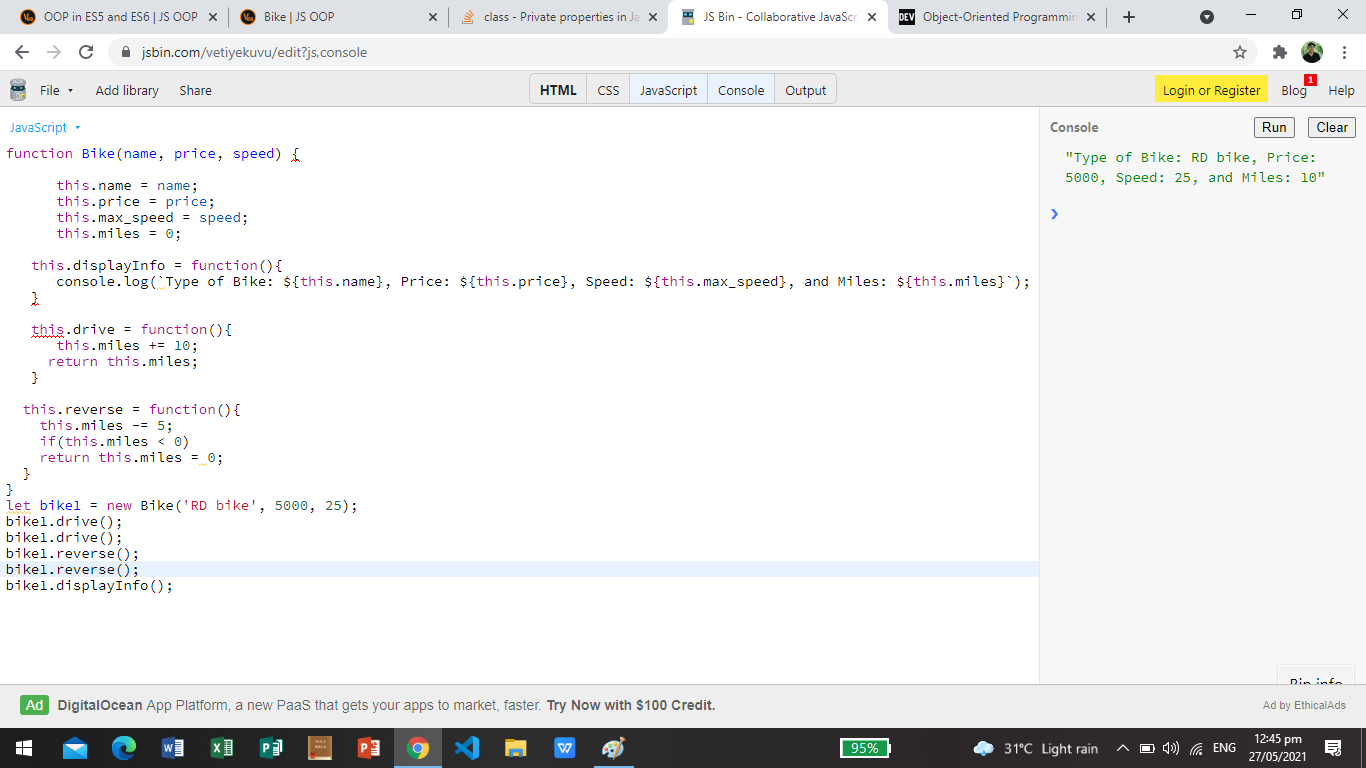 OOP in ES5 and ES6 | JS OOP
Bike | JS OOP
class - Private properties in Ja
JS Bin - Collaborative JavaScr
DEV Object-Oriented Programmin
jsbin.com/vetiyekuvu/edit?js,console
File Add library Share HTML CSS JavaScript Console Output Login or Register Blog 1 Help
JavaScript
function Bike(name, price, speed) {
this.name = name;
this.price = price;
this.max_speed = speed;
this.miles = 0;
this.displayInfo = function(){
console.log(`Type of Bike: ${this.name}, Price: ${this.price}, Speed: ${this.max_speed}, and Miles: ${this.miles}`);
}
this.drive = function(){
this.miles += 10;
return this.miles;
}
this.reverse = function(){
this.miles -= 5;
if(this.miles < 0)
return this.miles = 0;
}
}
let bike1 = new Bike('RD bike', 5000, 25);
bike1.drive();
bike1.drive();
bike1.reverse();
bike1.reverse();
bike1.displayInfo();
Console Run Clear
"Type of Bike: RD bike, Price:
5000, Speed: 25, and Miles: 10"
Bin info
Ad DigitalOcean App Platform, a new PaaS that gets your apps to market, faster. Try Now with $100 Credit. Ad by EthicalAds
95% 31°C Light rain ENG 12:45 pm
27/05/2021